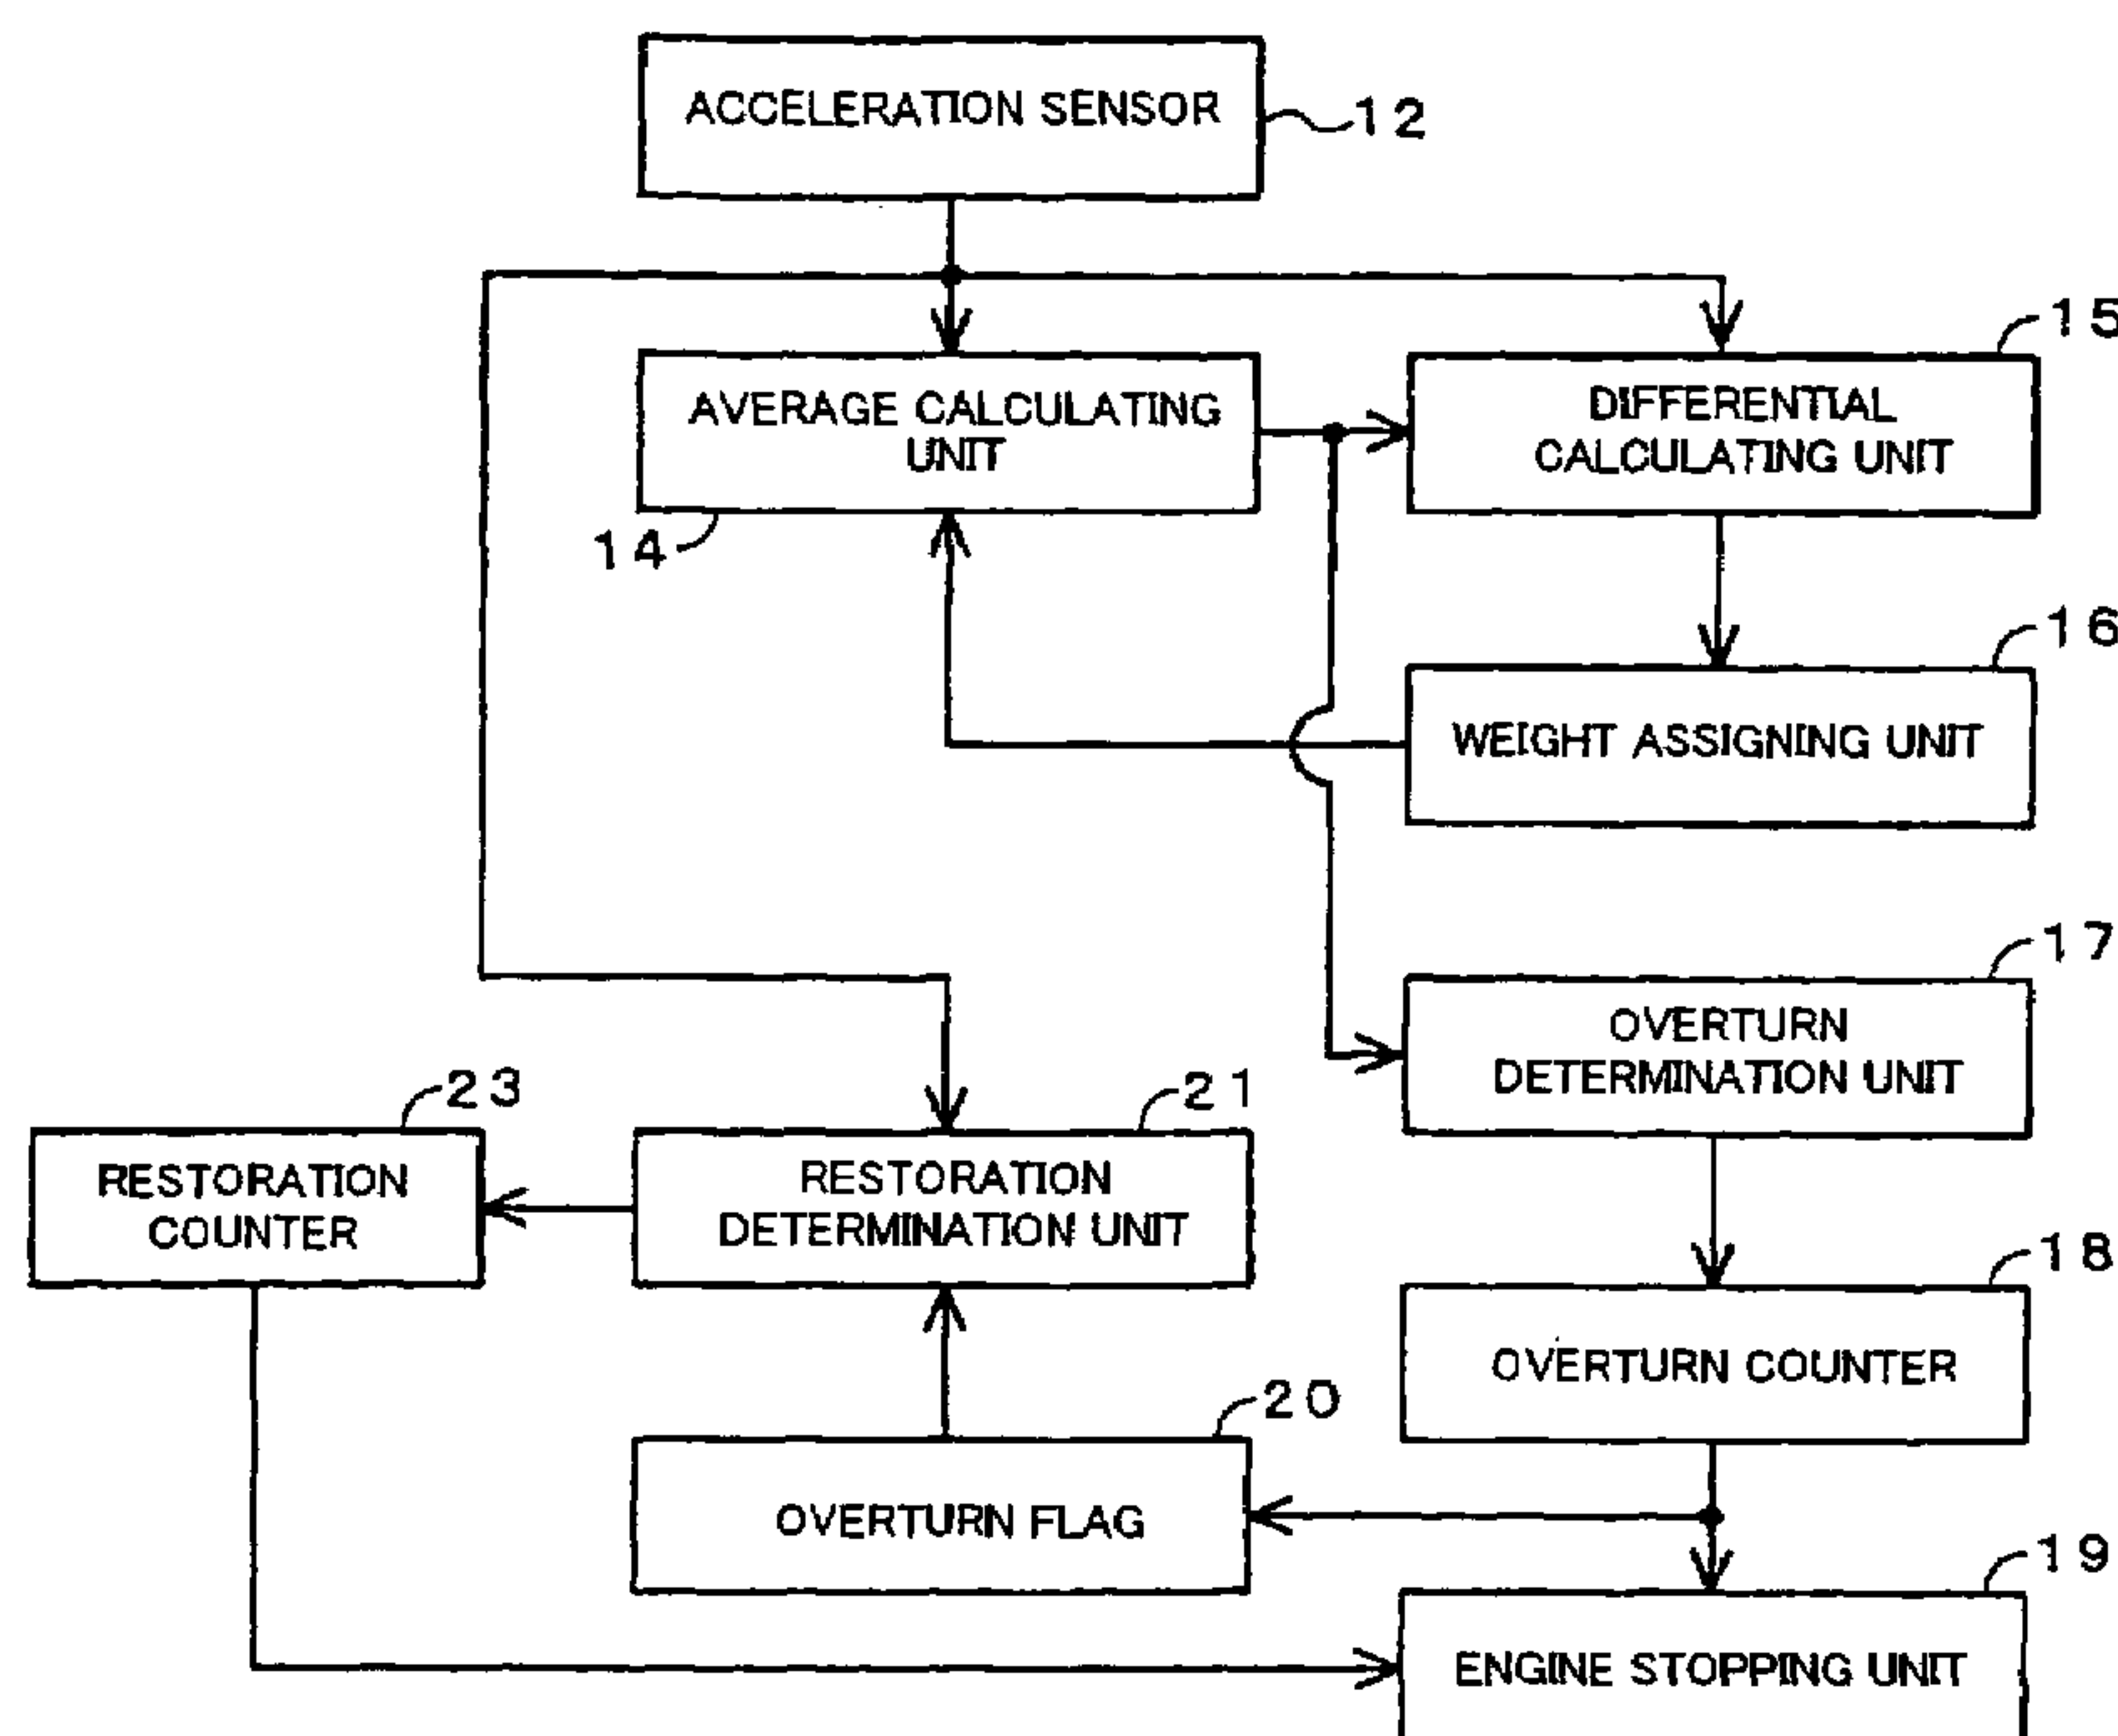 ACCELERATION SENSOR
12
15
AVERAGE CALCULATING
UNIT
DIFFERENTIAL
CALCULATING UNIT
14
16
WEIGHT ASSIGNING UNIT
17
OVERTURN
DETERMINATION UNIT
23
21
RESTORATION
COUNTER
RESTORATION
DETERMINATION UNIT
18
OVERTURN COUNTER
20
OVERTURN FLAG
19
ENGINE STOPPING UNIT